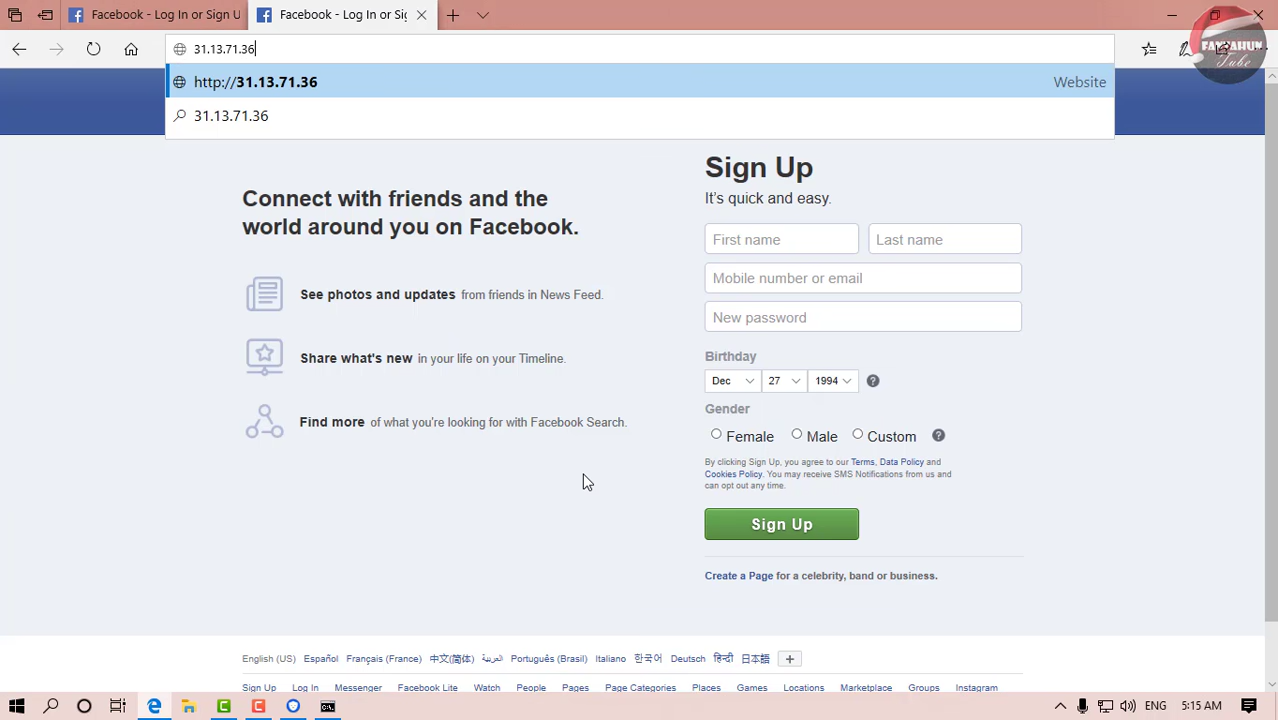 Facebook - Log In or Sign U
Facebook - Log In or Sig
31.13.71.36
http://31.13.71.36
Website
31.13.71.36
Tube
Sign Up
It's quick and easy.
Connect with friends and the
world around you on Facebook.
First name
Last name
Mobile number or email
See photos and updates from friends in News Feed.
New password
Share what's new in your life on your Timeline.
Birthday
Dec 27 1994
Gender
Find more of what you're looking for with Facebook Search.
Female Male Custom
By clicking Sign Up, you agree to our Terms, Data Policy and
Cookies Policy. You may receive SMS Notifications from us and
can opt out any time.
Sign Up
Create a Page for a celebrity, band or business.
English (US) Español Français (France) 中文(简体) العربية Português (Brasil) Italiano 한국어 Deutsch हिन्दी 日本語 +
Sign Up Log In Messenger Facebook Lite Watch People Pages Page Categories Places Games Locations Marketplace Groups Instagram
ENG 5:15 AM